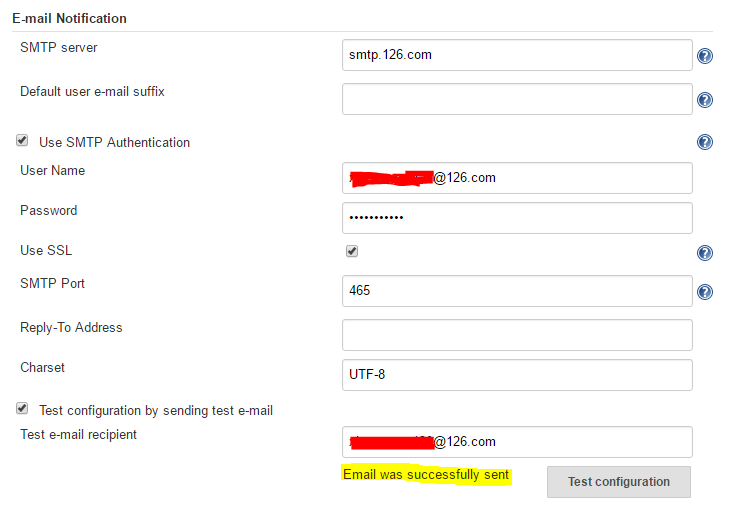 E-mail Notification
SMTP server
smtp.126.com
Default user e-mail suffix
Use SMTP Authentication
User Name
@126.com
Password
•••••••••••
Use SSL
SMTP Port
465
Reply-To Address
Charset
UTF-8
Test configuration by sending test e-mail
Test e-mail recipient
@126.com
Email was successfully sent
Test configuration